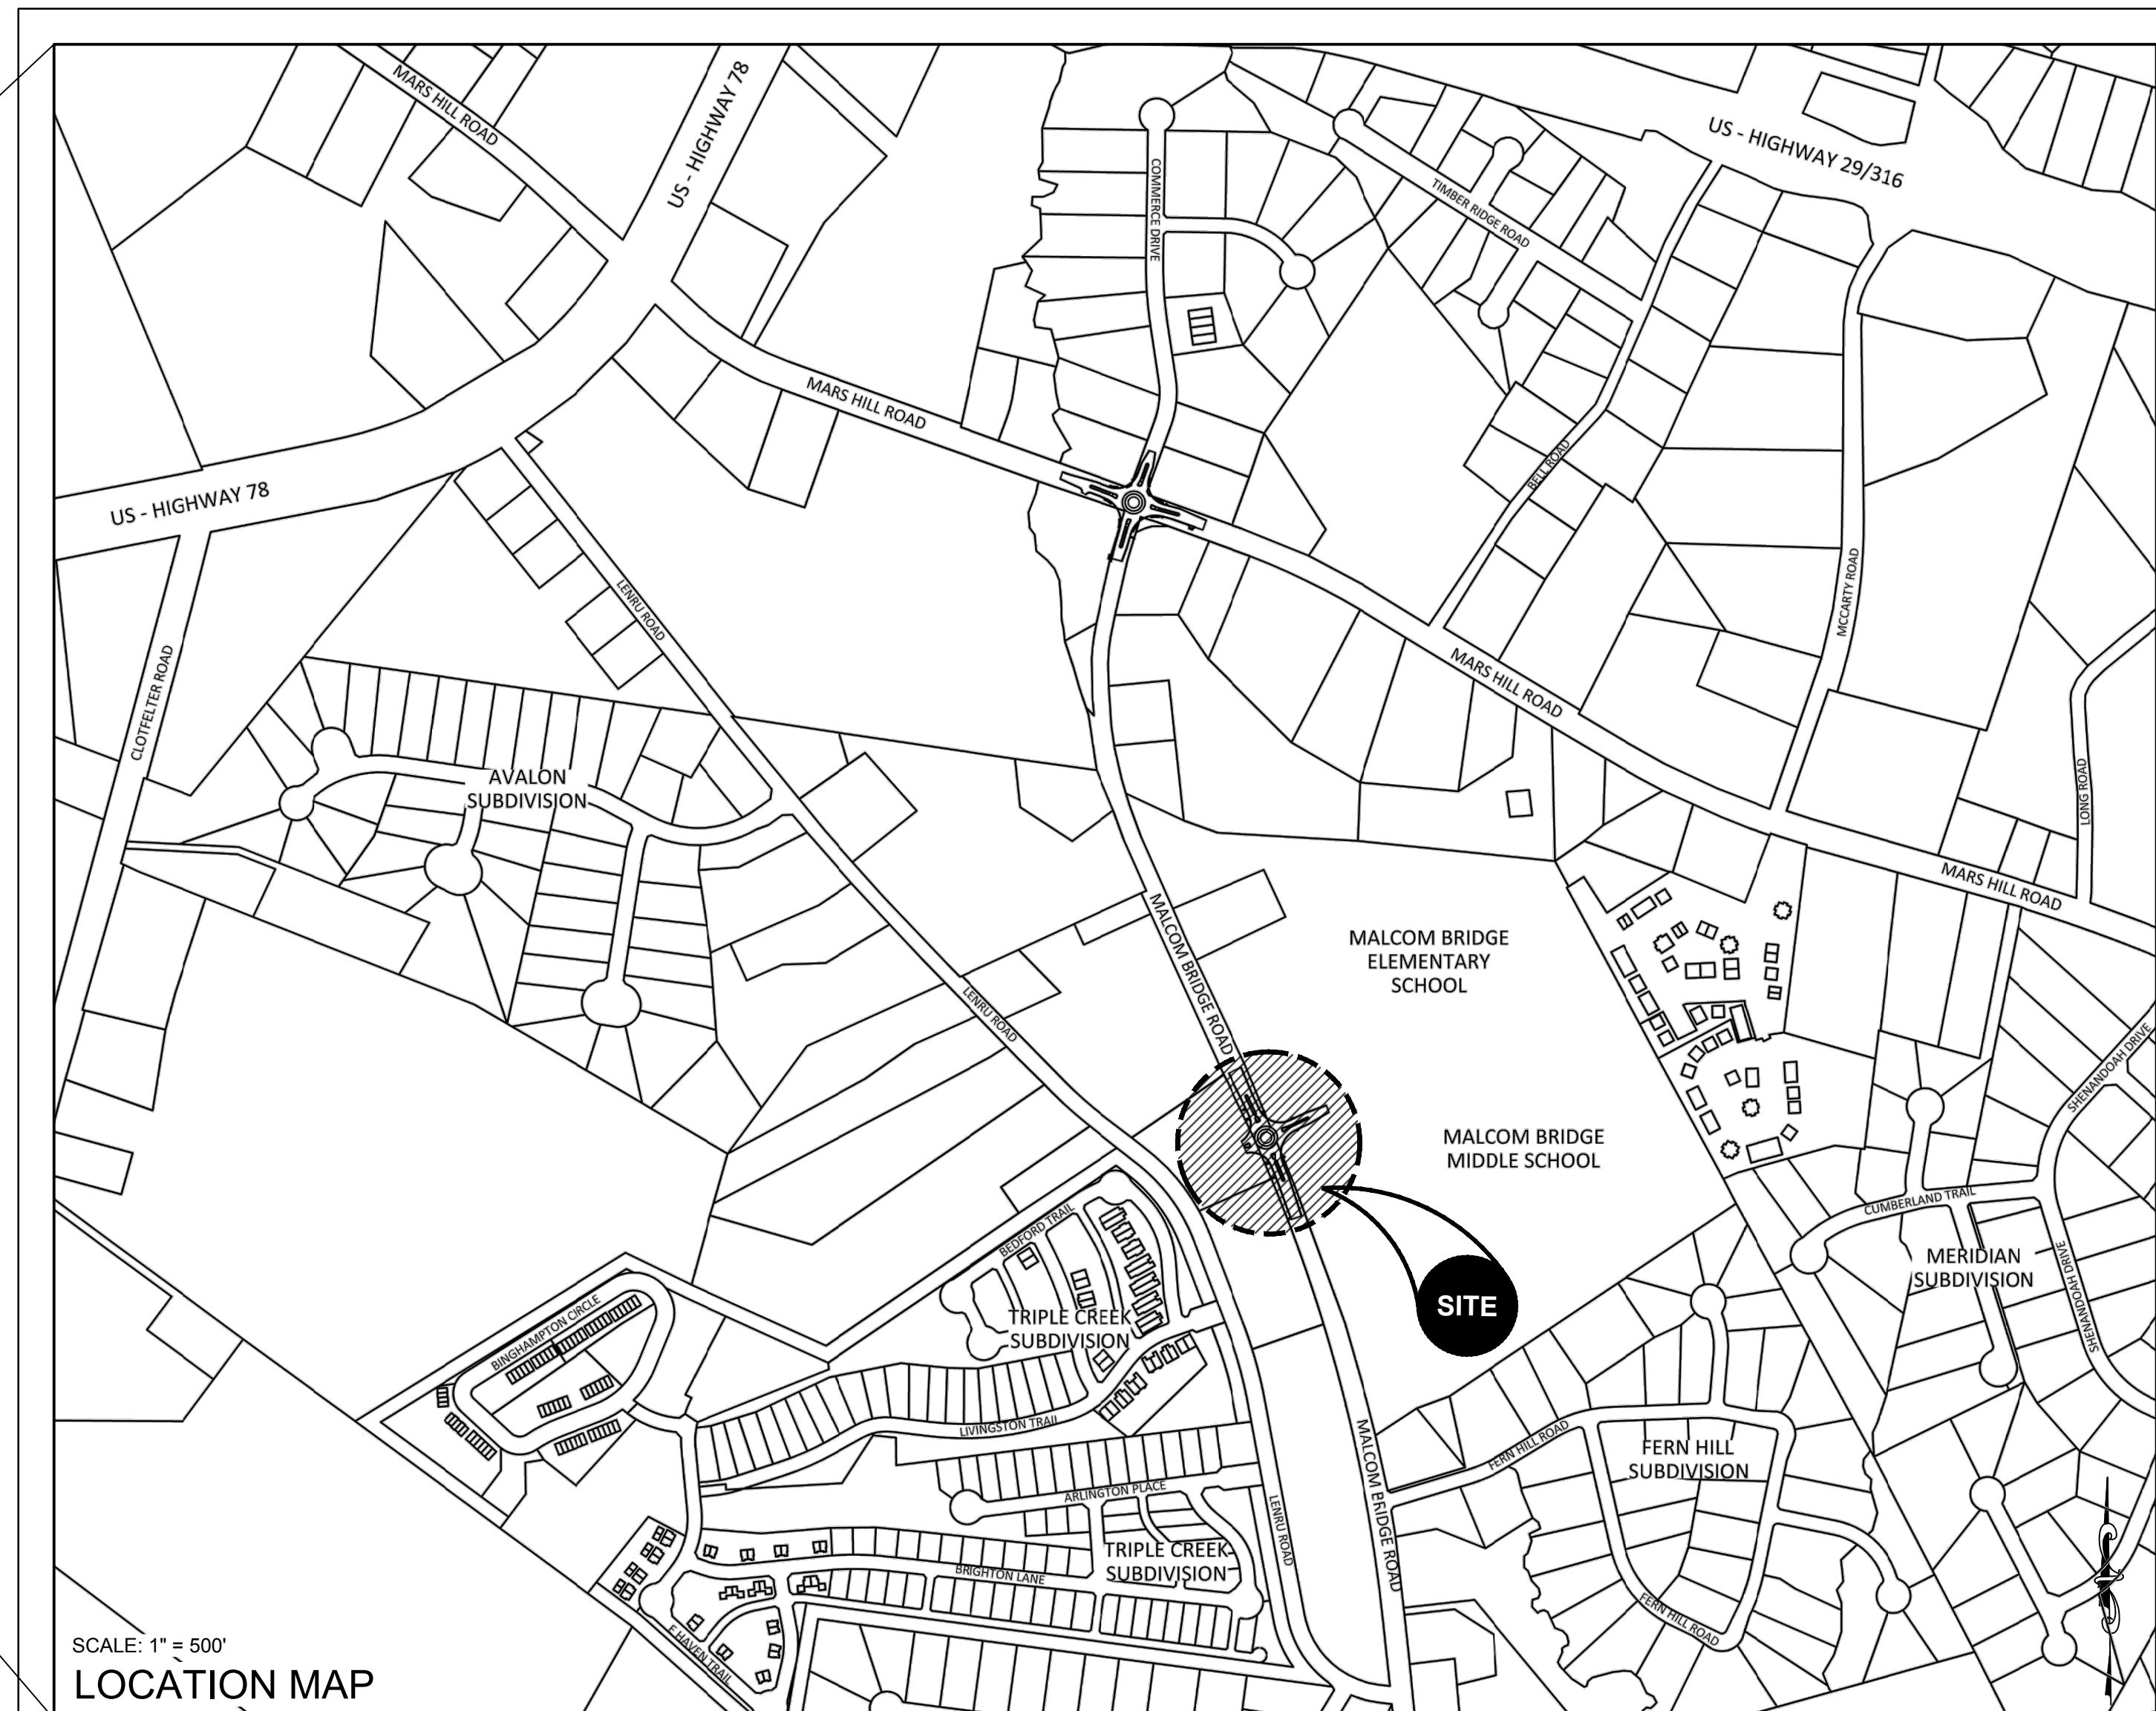 MARS HILL ROAD
US - HIGHWAY 78
US - HIGHWAY 29/316
COMMERCE DRIVE
TIMBER RIDGE ROAD
MARS HILL ROAD
BELL ROAD
US - HIGHWAY 78
LENRU ROAD
MCCARTY ROAD
CLOTFELTER ROAD
MARS HILL ROAD
AVALON
SUBDIVISION
LONG ROAD
MARS HILL ROAD
MALCOM BRIDGE ROAD
MALCOM BRIDGE
ELEMENTARY
SCHOOL
LENRU ROAD
SHENANDOAH DRIVE
MALCOM BRIDGE
MIDDLE SCHOOL
CUMBERLAND TRAIL
BEDFORD TRAIL
MERIDIAN
SUBDIVISION
SHENANDOAH DRIVE
SITE
TRIPLE CREEK
SUBDIVISION
BINGHAMPTON CIRCLE
LIVINGSTON TRAIL
FERN HILL ROAD
FERN HILL
SUBDIVISION
MALCOM BRIDGE ROAD
ARLINGTON PLACE
LENRU ROAD
TRIPLE CREEK
SUBDIVISION
BRIGHTON LANE
FERN HILL ROAD
E HAVEN TRAIL
SCALE: 1" = 500'
LOCATION MAP